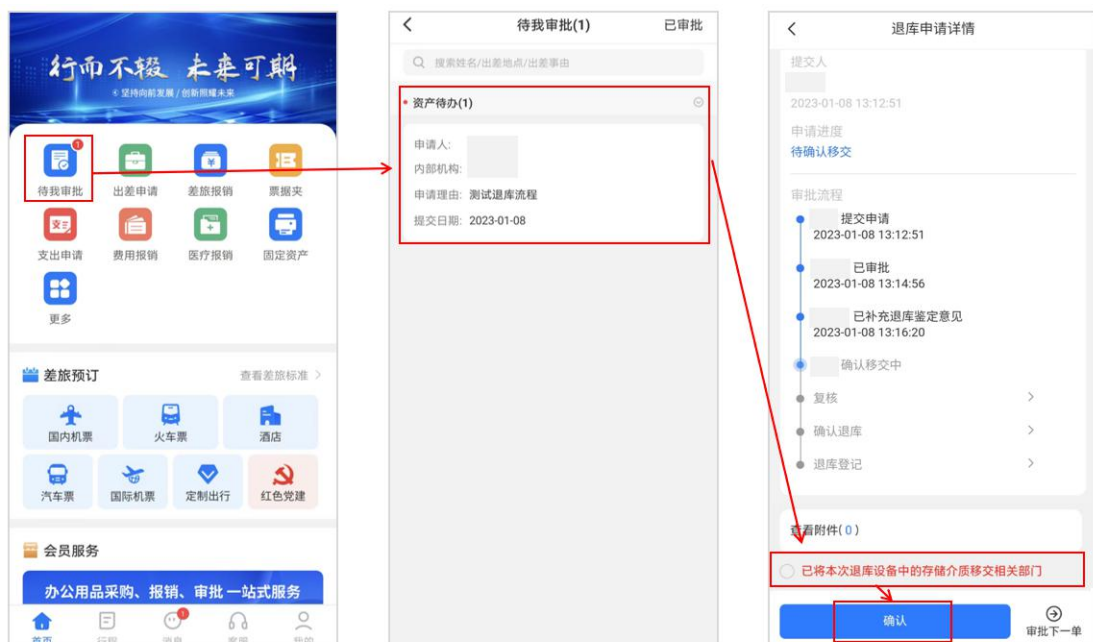 行而不辍 未来可期
坚持向前发展 / 创新照耀未来
1
待我审批
出差申请
差旅报销
票据夹
支出申请
费用报销
医疗报销
固定资产
更多
差旅预订
查看差旅标准 >
国内机票
火车票
酒店
汽车票
国际机票
定制出行
红色党建
会员服务
办公用品采购、报销、审批一站式服务
1
首页
行程
消息
客服
我的
待我审批(1)
已审批
搜索姓名/出差地点/出差事由
资产待办(1)
申请人:
内部机构:
申请理由: 测试退库流程
提交日期: 2023-01-08
退库申请详情
提交人
2023-01-08 13:12:51
申请进度
待确认移交
审批流程
提交申请
2023-01-08 13:12:51
已审批
2023-01-08 13:14:56
已补充退库鉴定意见
2023-01-08 13:16:20
确认移交中
复核
确认退库
退库登记
查看附件( 0 )
已将本次退库设备中的存储介质移交相关部门
确认
审批下一单